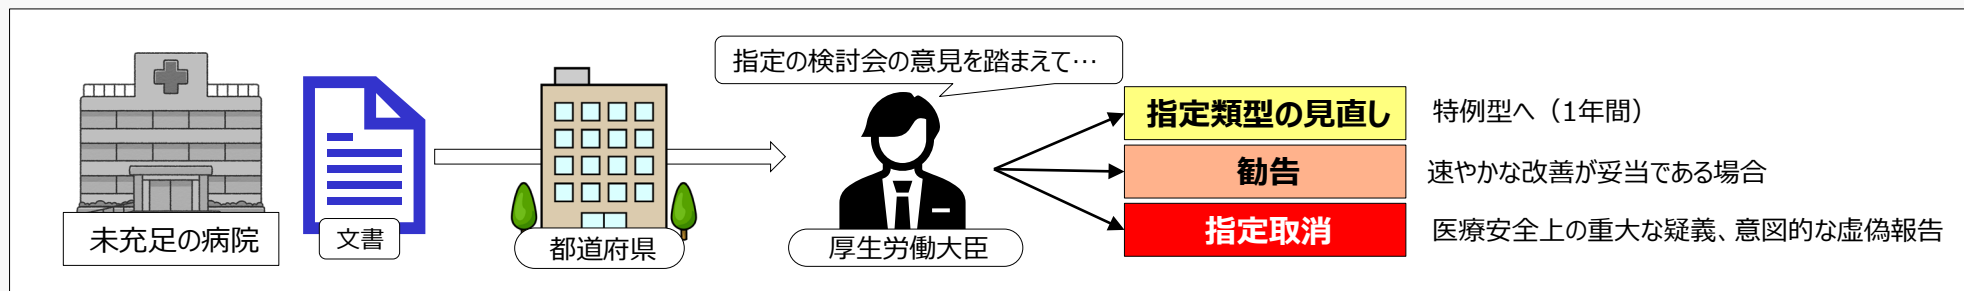 指定の検討会の意見を踏まえて…
未充足の病院
文書
都道府県
厚生労働大臣
指定類型の見直し
特例型へ（1年間）
勧告
速やかな改善が妥当である場合
指定取消
医療安全上の重大な疑義、意図的な虚偽報告